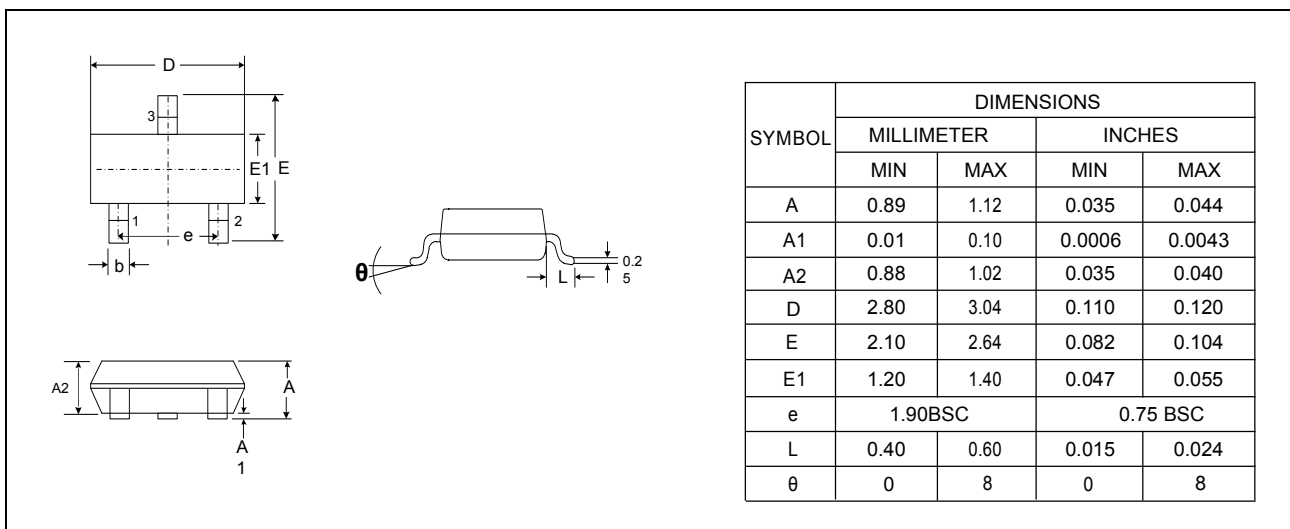 D
3
E1 E
1 2
e
b
θ
L
0.2
5
A2
A
A
1
DIMENSIONS
SYMBOL MILLIMETER INCHES
MIN MAX MIN MAX
A 0.89 1.12 0.035 0.044
A1 0.01 0.10 0.0006 0.0043
A2 0.88 1.02 0.035 0.040
D 2.80 3.04 0.110 0.120
E 2.10 2.64 0.082 0.104
E1 1.20 1.40 0.047 0.055
e 1.90BSC 0.75 BSC
L 0.40 0.60 0.015 0.024
θ 0 8 0 8